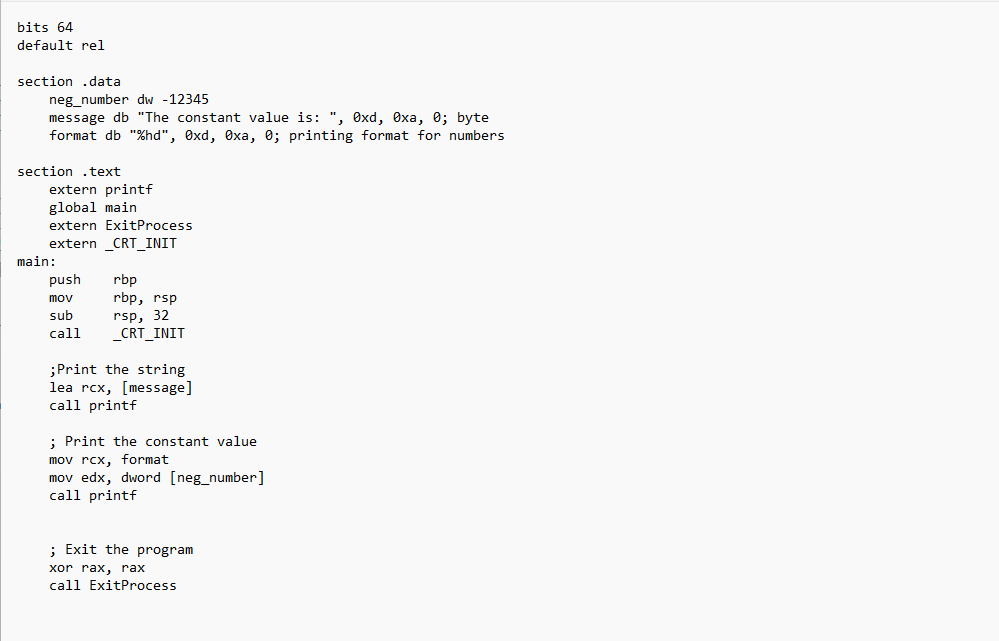 bits 64
default rel
section .data
neg_number dw -12345
message db "The constant value is: ", 0xd, 0xa, 0; byte
format db "%hd", 0xd, 0xa, 0; printing format for numbers
section .text
extern printf
global main
extern ExitProcess
extern _CRT_INIT
main:
push rbp
mov rbp, rsp
sub rsp, 32
call _CRT_INIT
;Print the string
lea rcx, [message]
call printf
; Print the constant value
mov rcx, format
mov edx, dword [neg_number]
call printf
; Exit the program
xor rax, rax
call ExitProcess